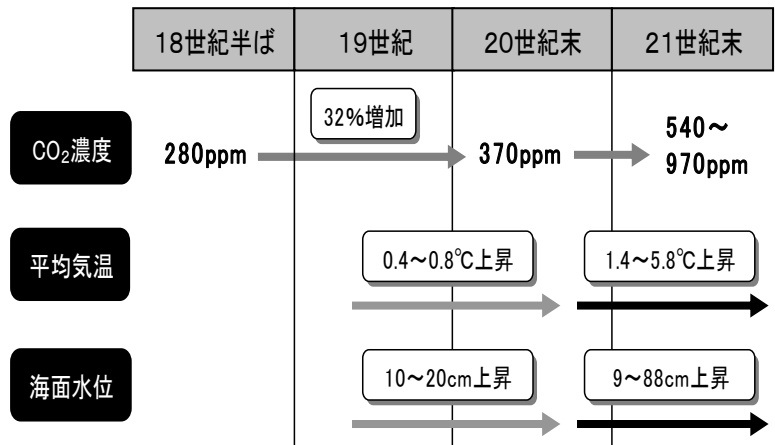 18世紀半ば 19世紀 20世紀末 21世紀末
32%増加
CO₂濃度 280ppm 370ppm 540～
970ppm
平均気温 0.4～0.8℃上昇 1.4～5.8℃上昇
海面水位 10～20cm上昇 9～88cm上昇